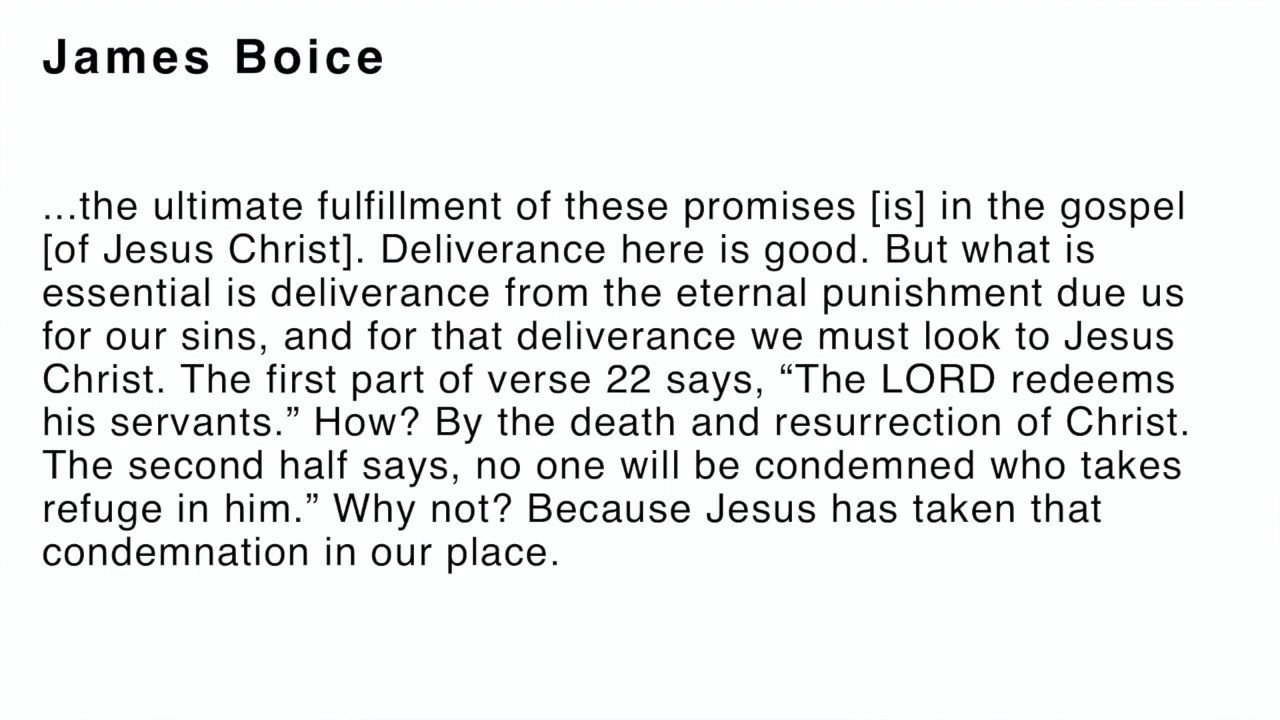 James Boice
...the ultimate fulfillment of these promises [is] in the gospel
[of Jesus Christ]. Deliverance here is good. But what is
essential is deliverance from the eternal punishment due us
for our sins, and for that deliverance we must look to Jesus
Christ. The first part of verse 22 says, “The LORD redeems
his servants.” How? By the death and resurrection of Christ.
The second half says, no one will be condemned who takes
refuge in him.” Why not? Because Jesus has taken that
condemnation in our place.